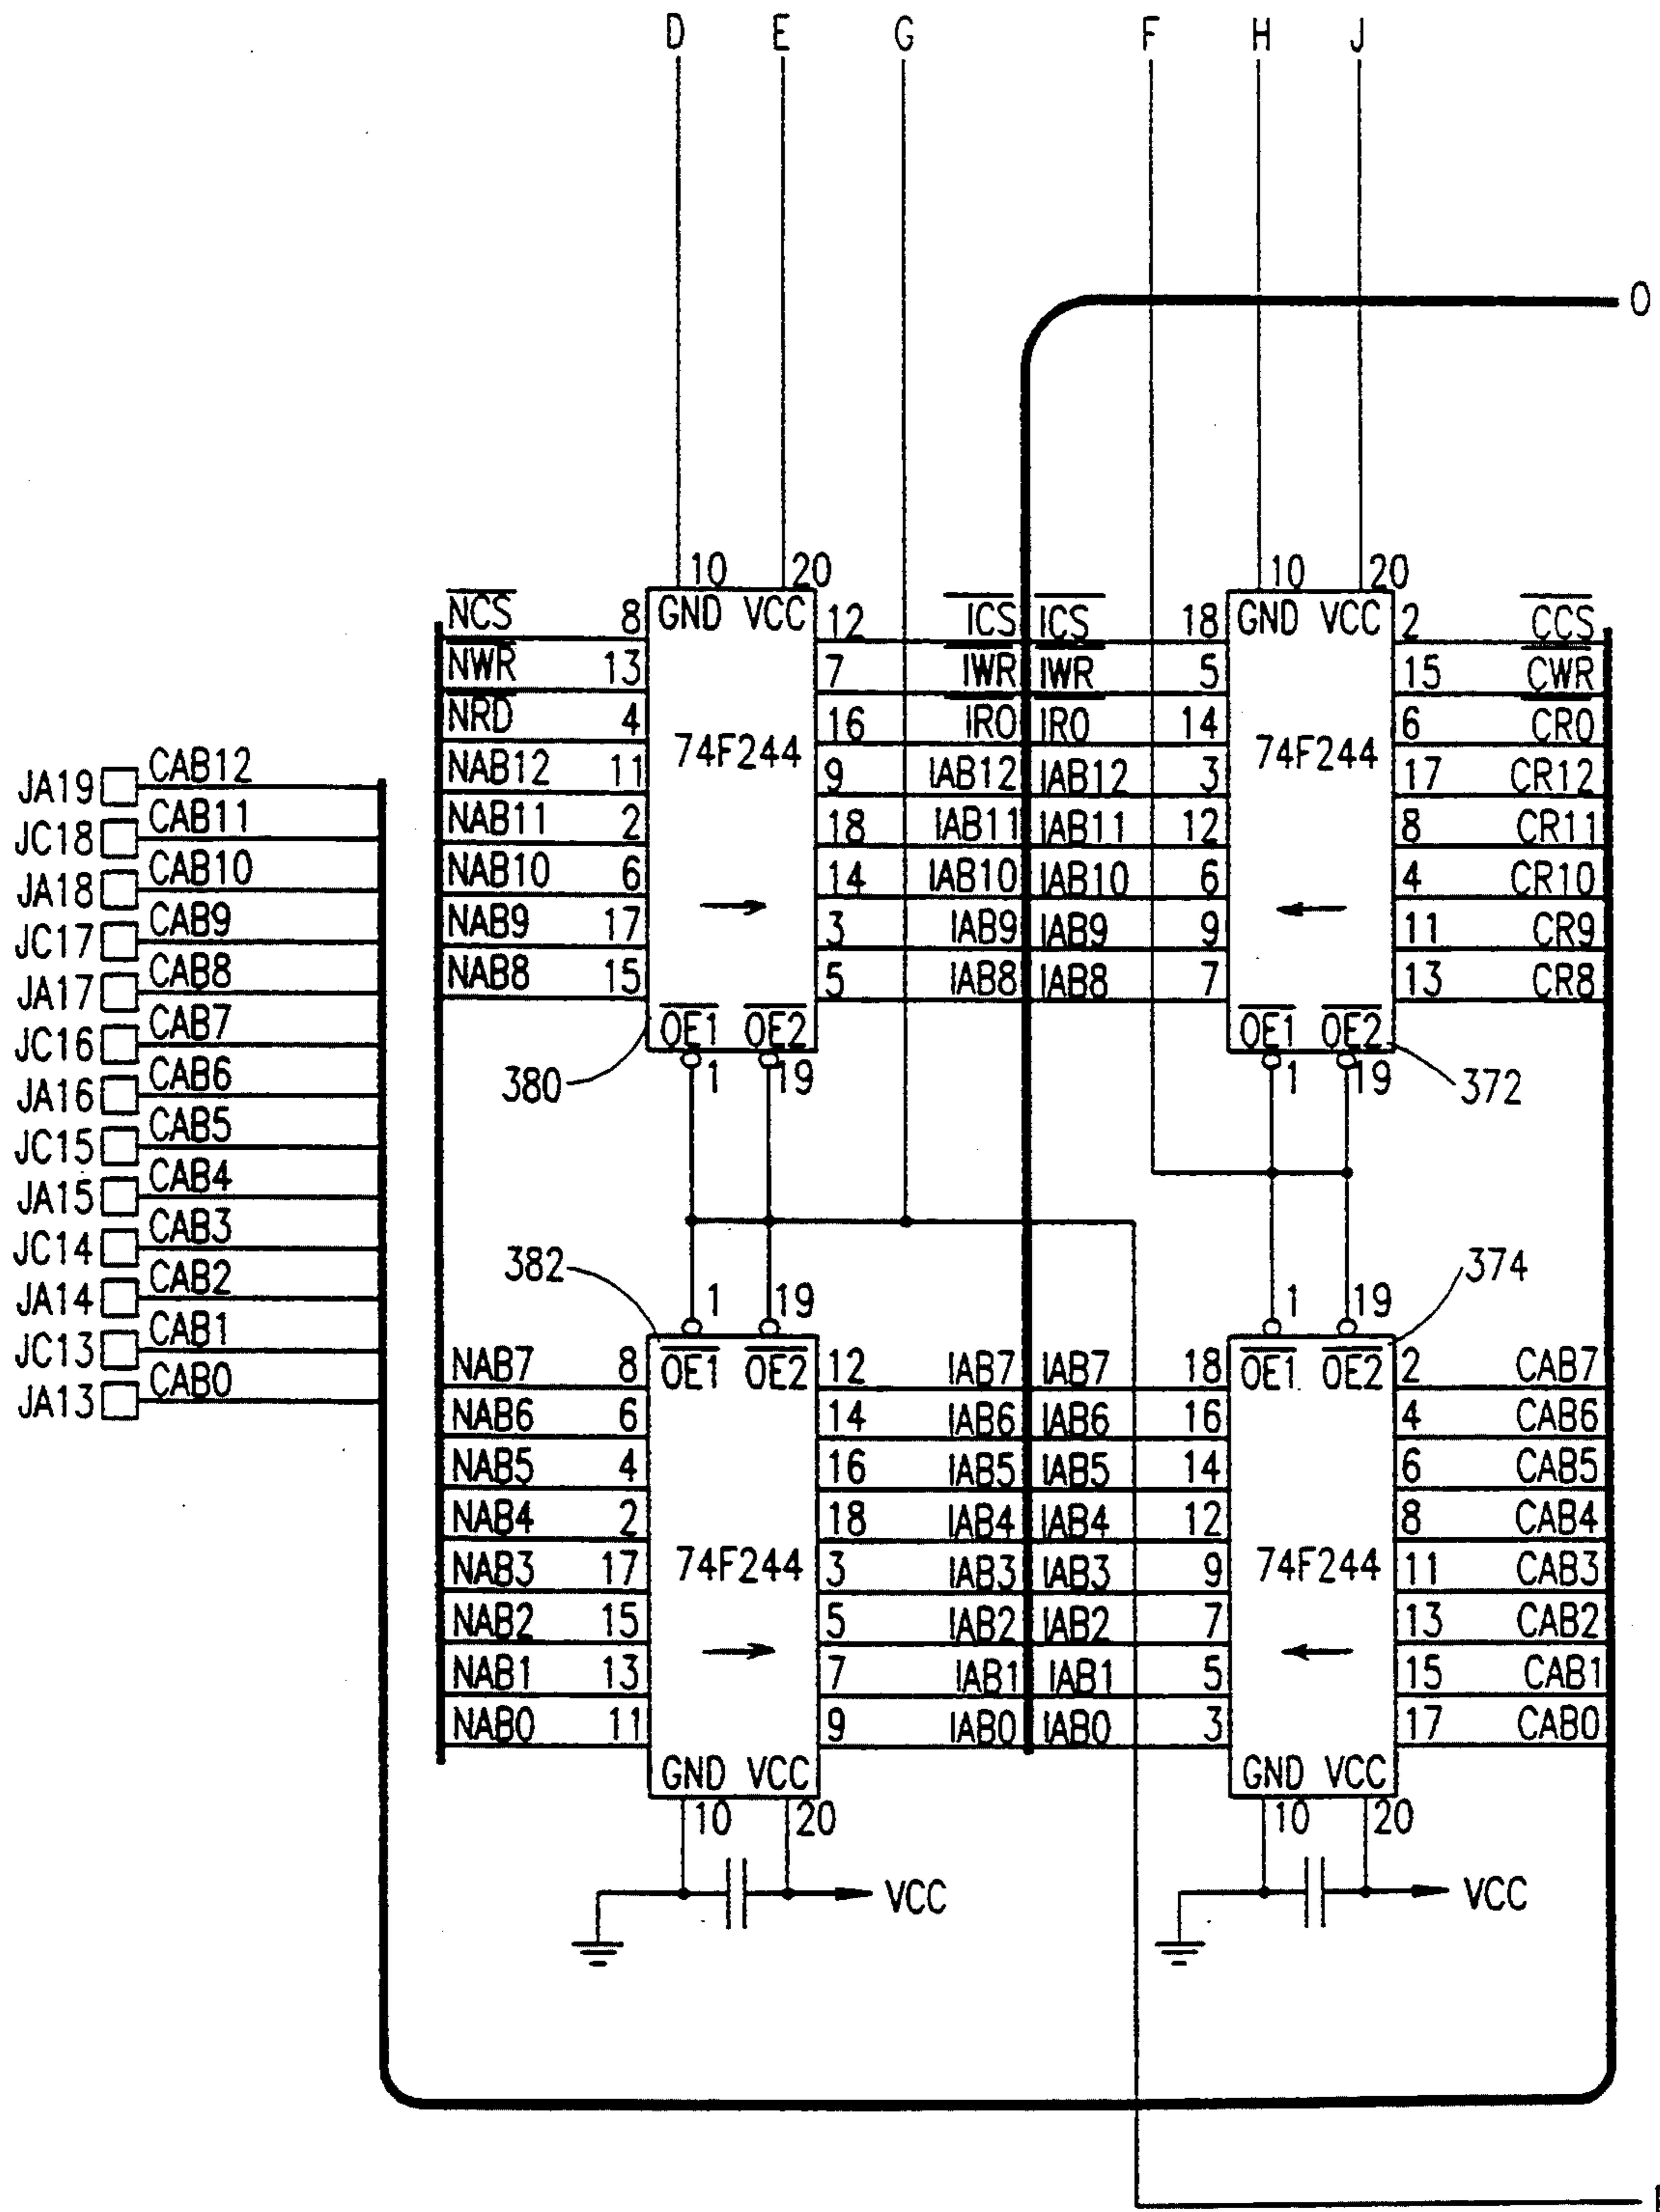 D E G F H J
O
10 20 10 20
NCS 8 GND VCC 12 ICS ICS 18 GND VCC 2 CCS
NWR 13 7 IWR IWR 5 15 CWR
NRD 4 16 IRO IRO 14 6 CRO
74F244 74F244
NAB12 11 9 IAB12 IAB12 3 17 CR12
NAB11 2 18 IAB11 IAB11 12 8 CR11
NAB10 6 14 IAB10 IAB10 6 4 CR10
NAB9 17 3 IAB9 IAB9 9 11 CR9
NAB8 15 5 IAB8 IAB8 7 13 CR8
OE1 OE2 OE1 OE2
380 1 19 1 19 372
JA19 CAB12
JC18 CAB11
JA18 CAB10
JC17 CAB9
JA17 CAB8
JC16 CAB7
JA16 CAB6
JC15 CAB5
JA15 CAB4
JC14 CAB3
JA14 CAB2
JC13 CAB1
JA13 CAB0
382 1 19 1 19 374
NAB7 8 OE1 OE2 12 IAB7 IAB7 18 OE1 OE2 2 CAB7
NAB6 6 14 IAB6 IAB6 16 4 CAB6
NAB5 4 16 IAB5 IAB5 14 6 CAB5
NAB4 2 18 IAB4 IAB4 12 8 CAB4
NAB3 17 74F244 3 IAB3 IAB3 9 74F244 11 CAB3
NAB2 15 5 IAB2 IAB2 7 13 CAB2
NAB1 13 7 IAB1 IAB1 5 15 CAB1
NAB0 11 9 IAB0 IAB0 3 17 CAB0
GND VCC GND VCC
10 20 10 20
VCC VCC